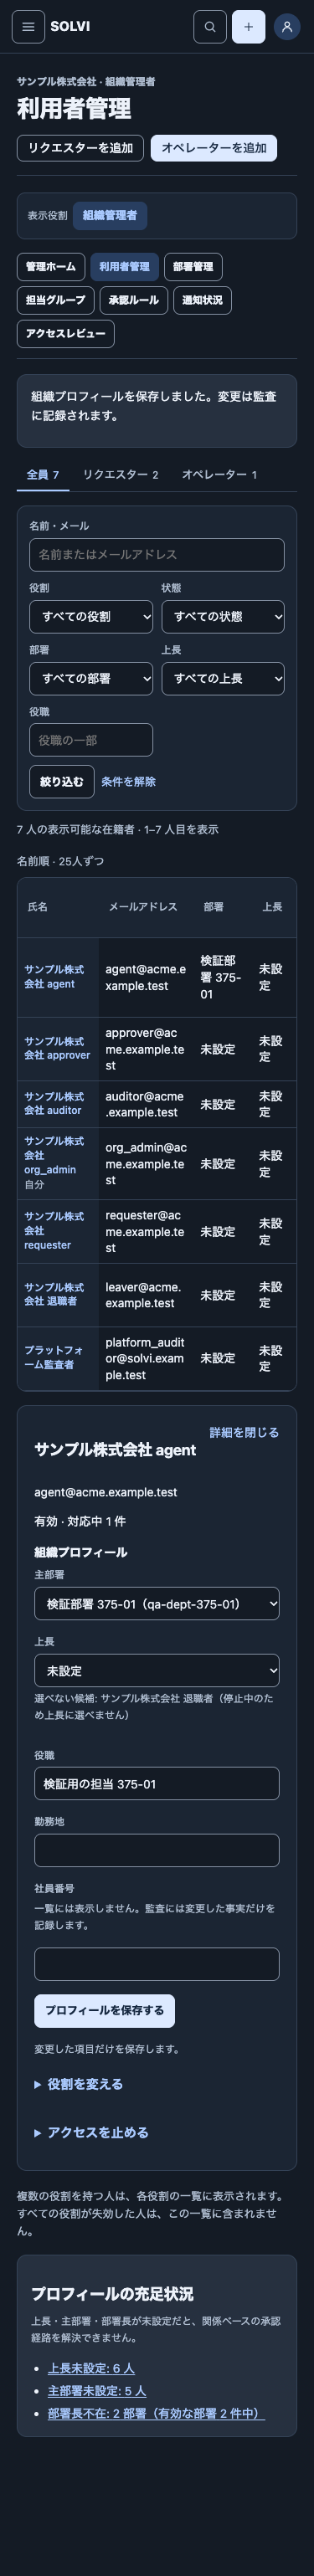 SOLVI
サンプル株式会社 · 組織管理者
利用者管理
リクエスターを追加
オペレーターを追加
表示役割 組織管理者
管理ホーム 利用者管理 部署管理
担当グループ 承認ルール 通知状況
アクセスレビュー
組織プロフィールを保存しました。変更は監査
に記録されます。
全員 7 リクエスター 2 オペレーター 1
名前・メール
名前またはメールアドレス
役割 状態
すべての役割 すべての状態
部署 上長
すべての部署 すべての上長
役職
役職の一部
絞り込む 条件を解除
7 人の表示可能な在籍者 · 1–7 人目を表示
名前順 · 25人ずつ
氏名 メールアドレス 部署 上長
サンプル株式
会社 agent
agent@acme.e
xample.test
検証部
署 375-
01
未設
定
サンプル株式
会社 approver
approver@ac
me.example.te
st
未設定
未設
定
サンプル株式
会社 auditor
auditor@acme
.example.test
未設定
未設
定
サンプル株式
会社
org_admin
自分
org_admin@ac
me.example.te
st
未設定
未設
定
サンプル株式
会社
requester
requester@ac
me.example.te
st
未設定
未設
定
サンプル株式
会社 退職者
leaver@acme.
example.test
未設定
未設
定
プラットフォ
ーム監査者
platform_audit
or@solvi.exam
ple.test
未設定
未設
定
詳細を閉じる
サンプル株式会社 agent
agent@acme.example.test
有効 · 対応中 1 件
組織プロフィール
主部署
検証部署 375-01（qa-dept-375-01）
上長
未設定
選べない候補: サンプル株式会社 退職者（停止中のた
め上長に選べません）
役職
検証用の担当 375-01
勤務地
社員番号
一覧には表示しません。監査には変更した事実だけを
記録します。
プロフィールを保存する
変更した項目だけを保存します。
役割を変える
アクセスを止める
複数の役割を持つ人は、各役割の一覧に表示されます。
すべての役割が失効した人は、この一覧に含まれませ
ん。
プロフィールの充足状況
上長・主部署・部署長が未設定だと、関係ベースの承認
経路を解決できません。
上長未設定: 6 人
主部署未設定: 5 人
部署長不在: 2 部署（有効な部署 2 件中）